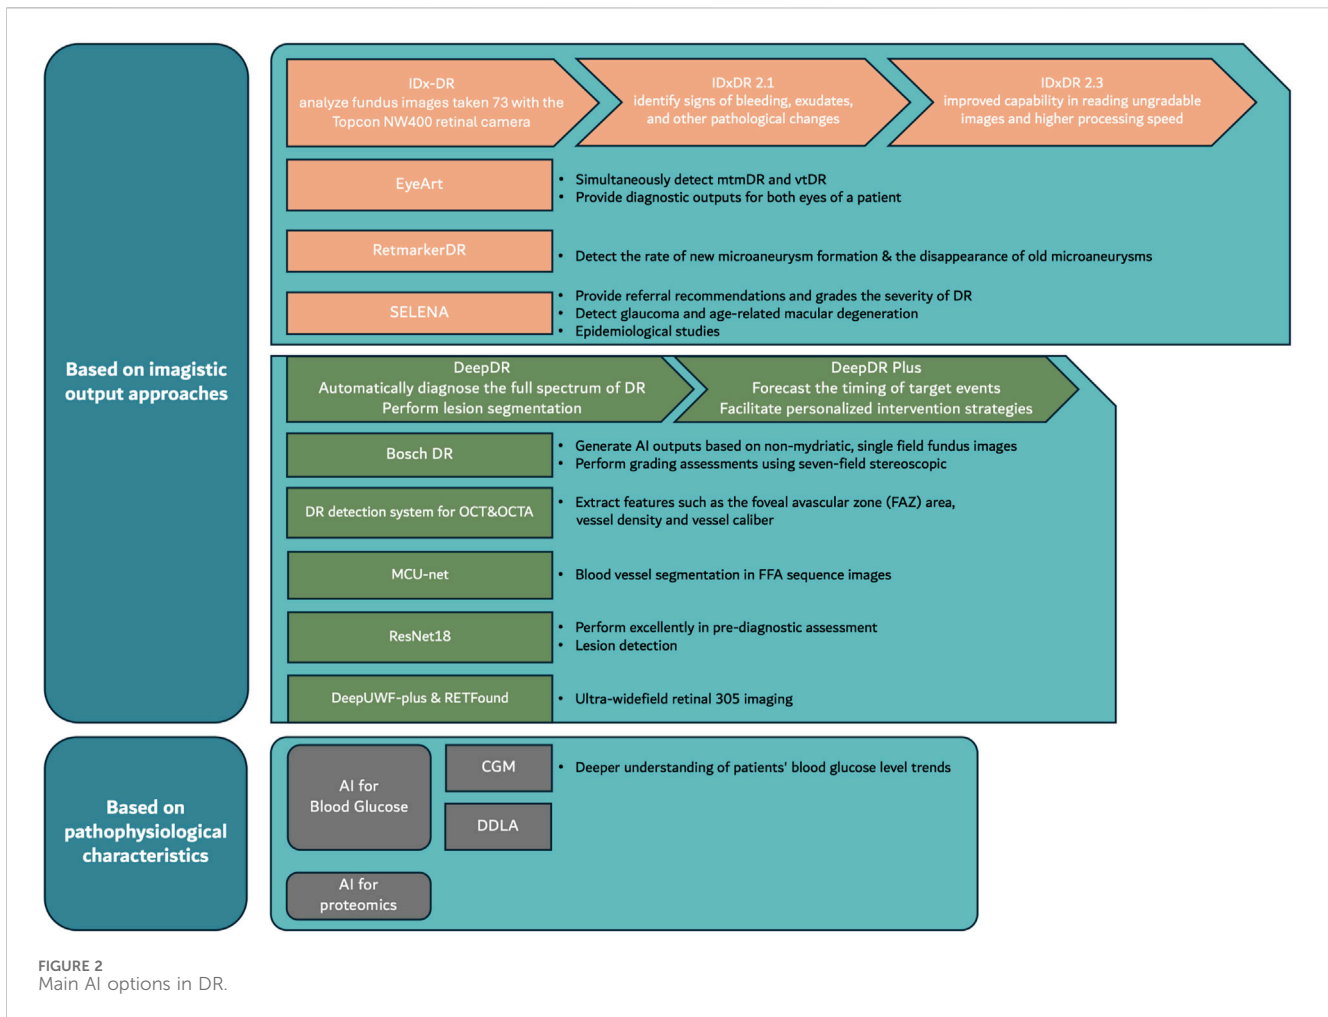 Based on imagistic
output approaches
IDx-DR
analyze fundus images taken 73 with the
Topcon NW400 retinal camera
IDxDR 2.1
identify signs of bleeding, exudates,
and other pathological changes
IDxDR 2.3
improved capability in reading ungradable
images and higher processing speed
EyeArt
• Simultaneously detect mtmDR and vtDR
• Provide diagnostic outputs for both eyes of a patient
RetmarkerDR
• Detect the rate of new microaneurysm formation & the disappearance of old microaneurysms
SELENA
• Provide referral recommendations and grades the severity of DR
• Detect glaucoma and age-related macular degeneration
• Epidemiological studies
DeepDR
Automatically diagnose the full spectrum of DR
Perform lesion segmentation
DeepDR Plus
Forecast the timing of target events
Facilitate personalized intervention strategies
Bosch DR
• Generate AI outputs based on non-mydriatic, single field fundus images
• Perform grading assessments using seven-field stereoscopic
DR detection system for OCT&OCTA
• Extract features such as the foveal avascular zone (FAZ) area,
vessel density and vessel caliber
MCU-net
• Blood vessel segmentation in FFA sequence images
ResNet18
• Perform excellently in pre-diagnostic assessment
• Lesion detection
DeepUWF-plus & RETFound
• Ultra-widefield retinal 305 imaging
Based on
pathophysiological
characteristics
AI for
Blood Glucose
CGM
• Deeper understanding of patients' blood glucose level trends
DDLA
AI for
proteomics
FIGURE 2
Main AI options in DR.